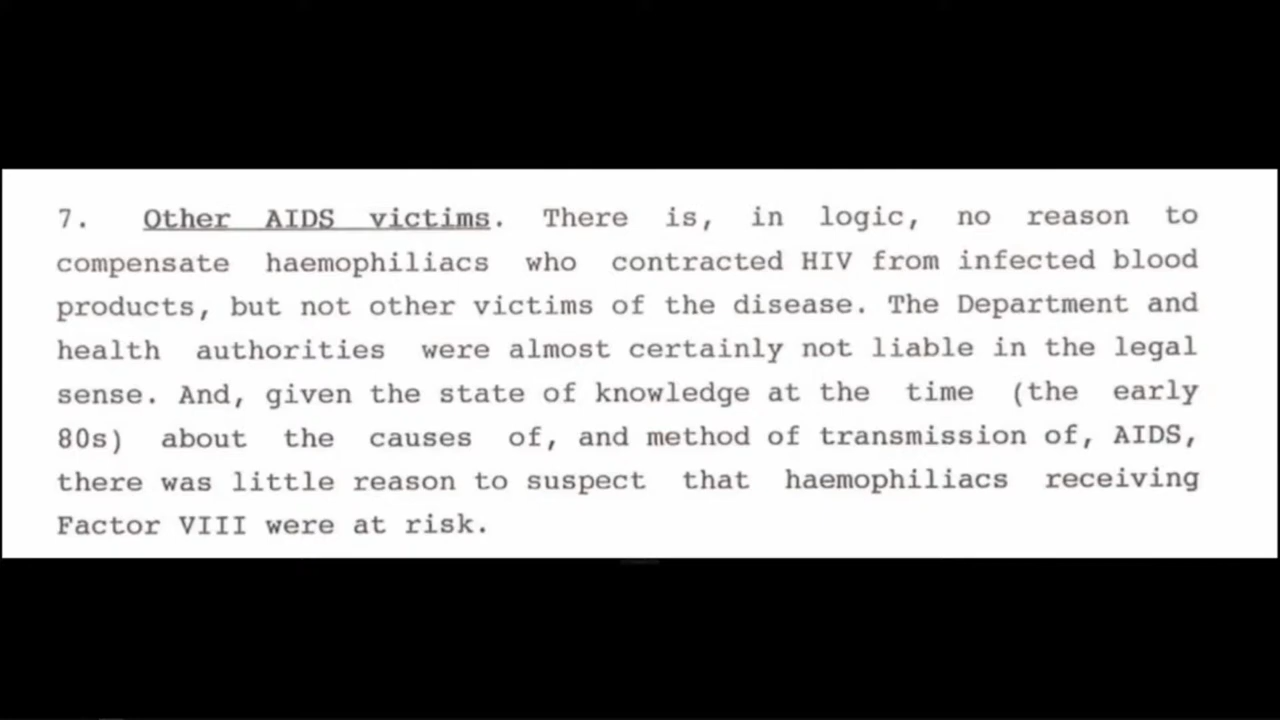 7. Other AIDS victims. There is, in logic, no reason to
compensate haemophiliacs who contracted HIV from infected blood
products, but not other victims of the disease. The Department and
health authorities were almost certainly not liable in the legal
sense. And, given the state of knowledge at the time (the early
80s) about the causes of, and method of transmission of, AIDS,
there was little reason to suspect that haemophiliacs receiving
Factor VIII were at risk.